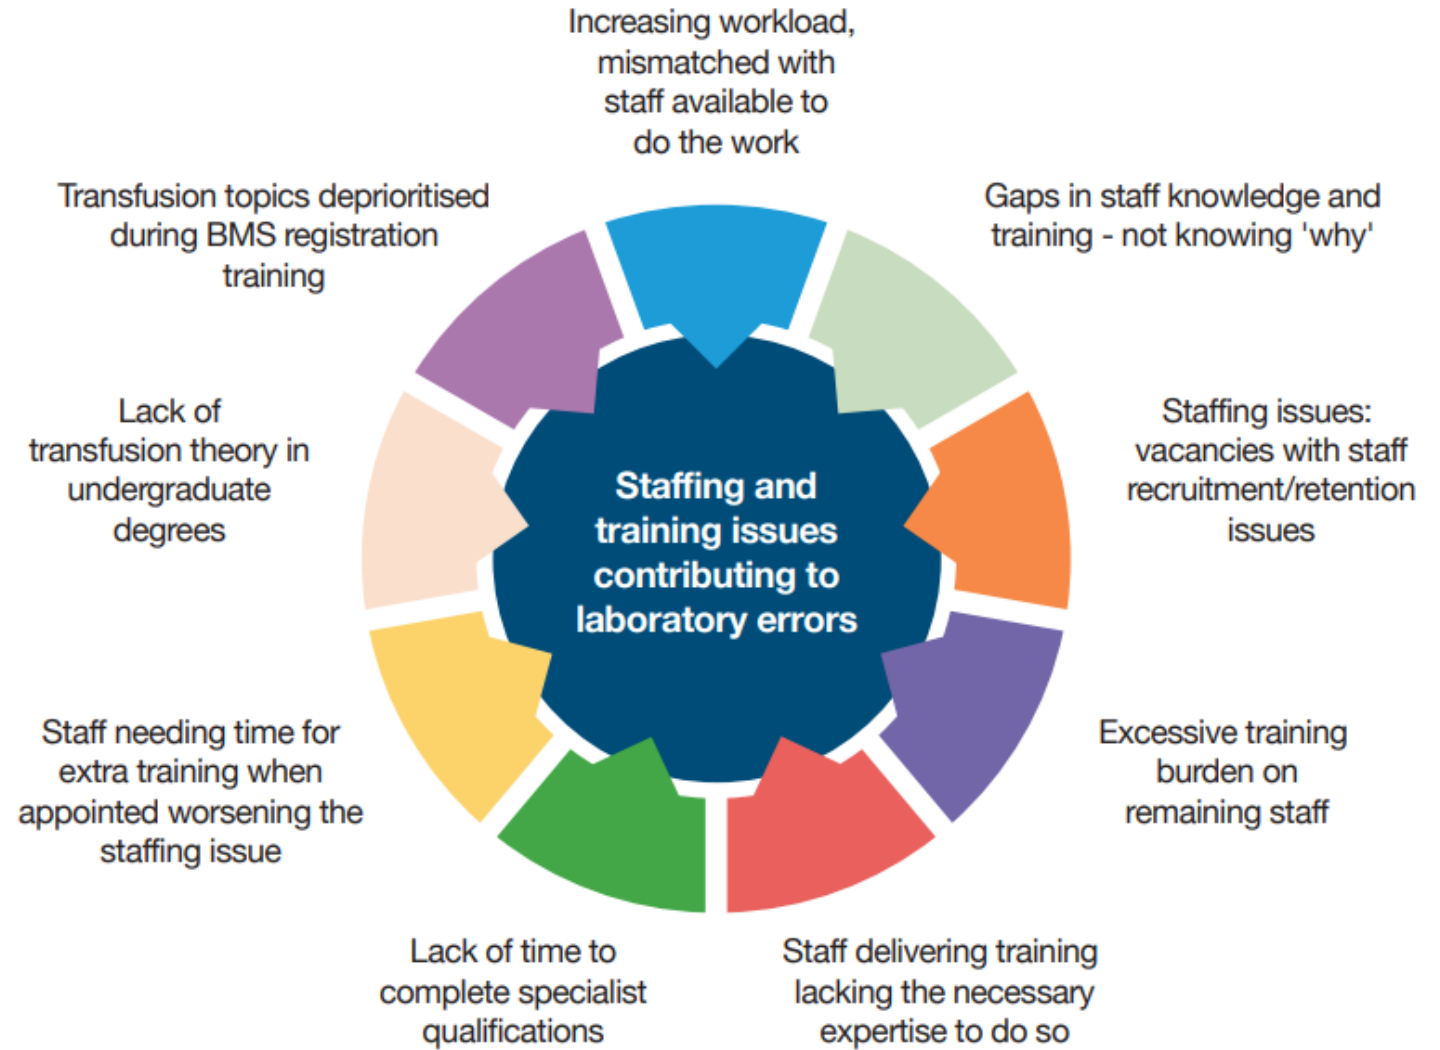 Increasing workload,
mismatched with
staff available to
do the work
Gaps in staff knowledge and
training - not knowing 'why'
Staffing issues:
vacancies with staff
recruitment/retention
issues
Excessive training
burden on
remaining staff
Staff delivering training
lacking the necessary
expertise to do so
Lack of time to
complete specialist
qualifications
Staff needing time for
extra training when
appointed worsening the
staffing issue
Lack of
transfusion theory in
undergraduate
degrees
Transfusion topics deprioritised
during BMS registration
training
Staffing and
training issues
contributing to
laboratory errors